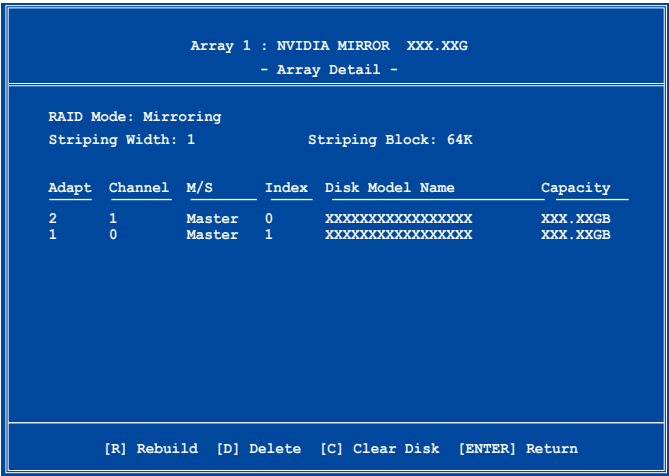 Array 1 : NVIDIA MIRROR XXX.XXG
- Array Detail -
RAID Mode: Mirroring
Striping Width: 1 Striping Block: 64K
Adapt Channel M/S Index Disk Model Name Capacity
2 1 Master 0 XXXXXXXXXXXXXXXXX XXX.XXGB
1 0 Master 1 XXXXXXXXXXXXXXXXX XXX.XXGB
[R] Rebuild [D] Delete [C] Clear Disk [ENTER] Return